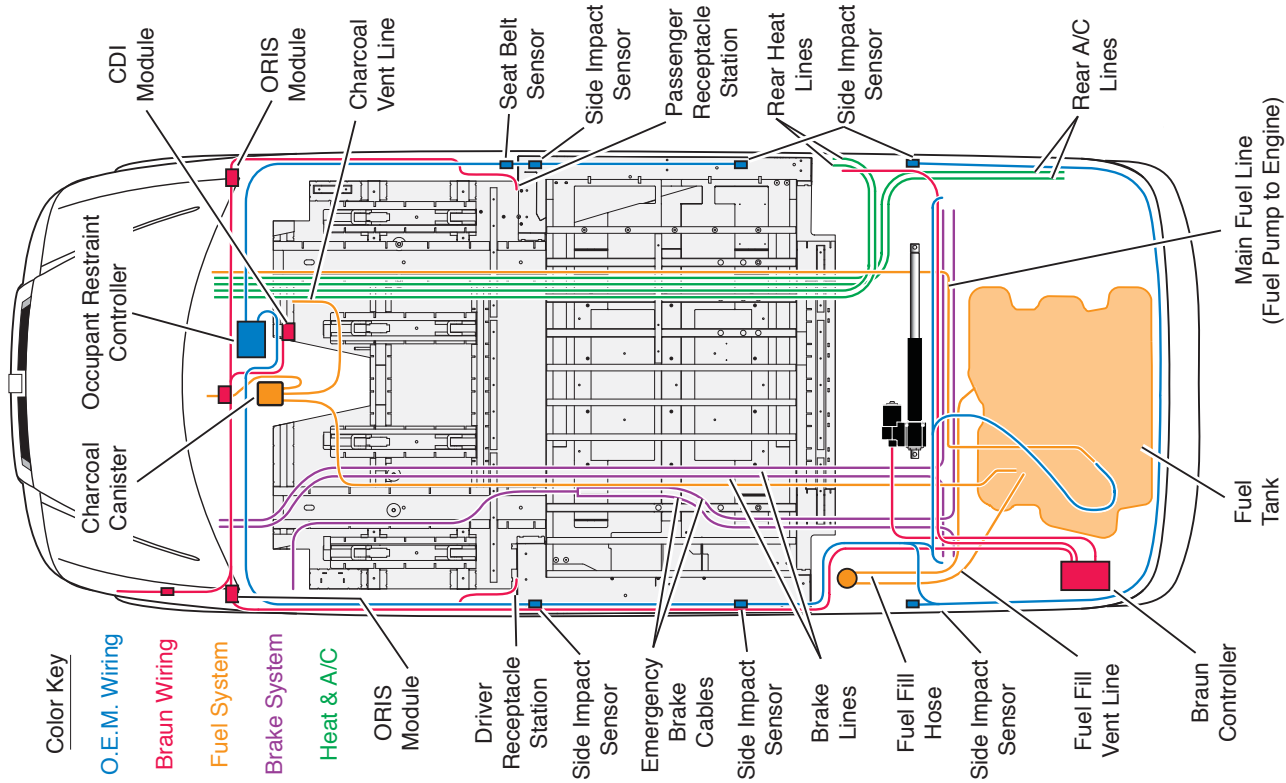 Color Key
O.E.M. Wiring
Braun Wiring
Fuel System
Brake System
Heat & A/C
Charcoal
Canister
Occupant Restraint
Controller
CDI
Module
ORIS
Module
Charcoal
Vent Line
Seat Belt
Sensor
Side Impact
Sensor
Passenger
Receptacle
Station
Rear Heat
Lines
Side Impact
Sensor
Rear A/C
Lines
ORIS
Module
Driver
Receptacle
Station
Side Impact
Sensor
Emergency
Brake
Cables
Side Impact
Sensor
Brake
Lines
Fuel Fill
Hose
Side Impact
Sensor
Fuel Fill
Vent Line
Braun
Controller
Fuel
Tank
Main Fuel Line
(Fuel Pump to Engine)